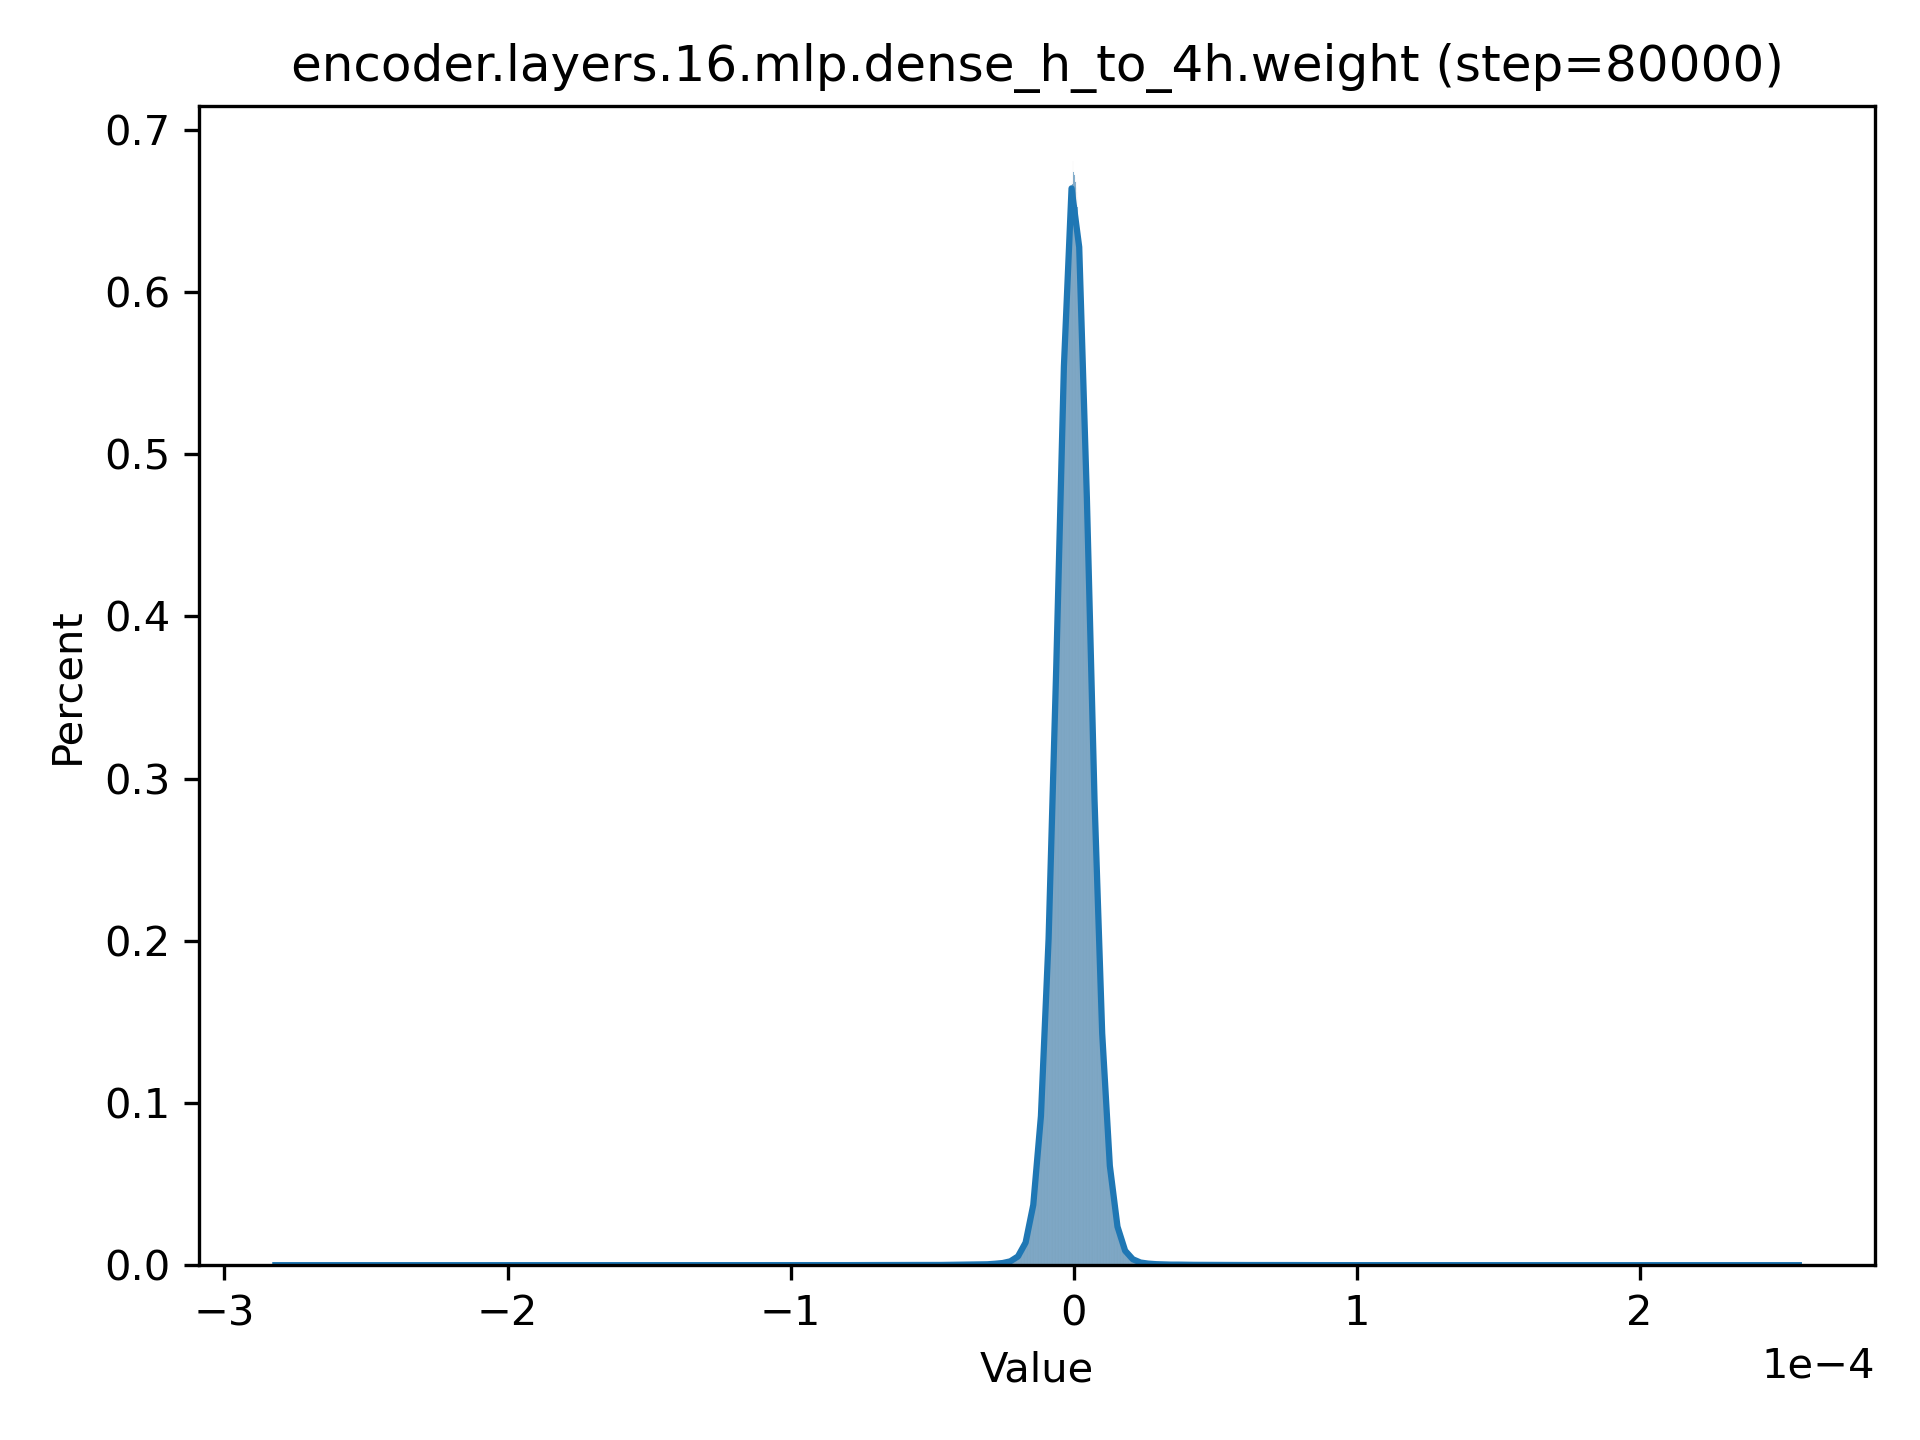 encoder.layers.16.mlp.dense_h_to_4h.weight (step=80000)
0.7
0.6
0.5
0.4
0.3
0.2
0.1
0.0
Percent
−3 −2 −1 0 1 2
1e−4
Value